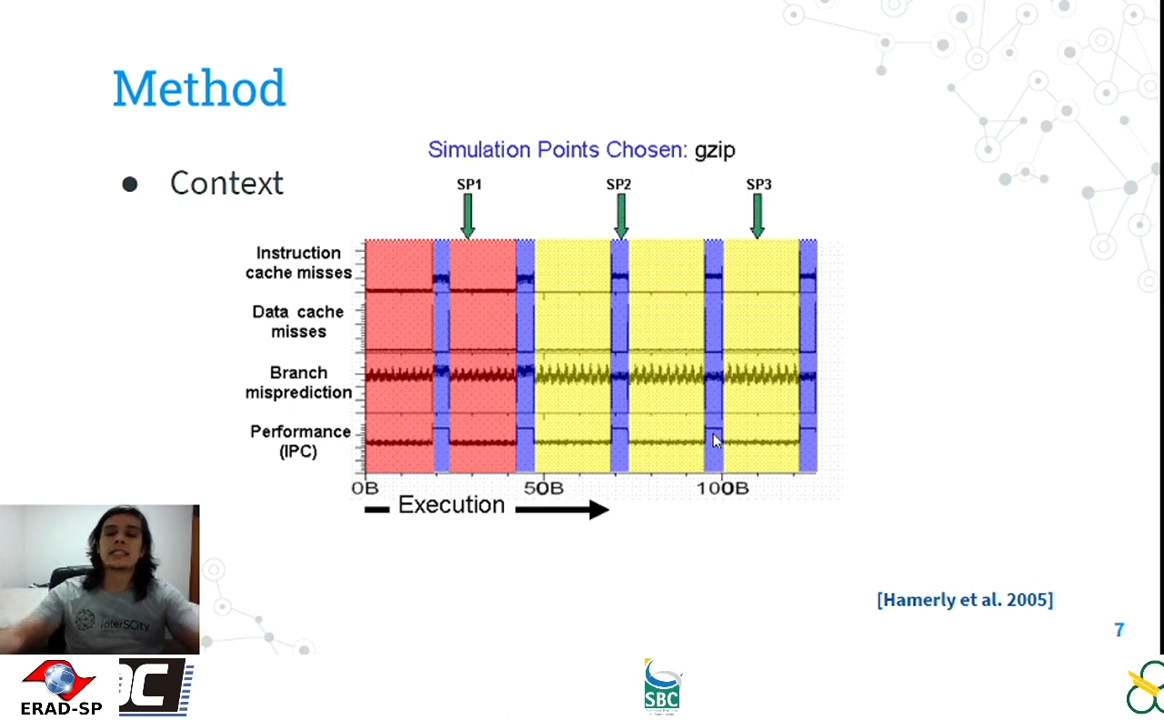 Method
● Context
Simulation Points Chosen: gzip
SP1 SP2 SP3
Instruction
cache misses
Data cache
misses
Branch
misprediction
Performance
(IPC)
0B 50B 100B
Execution
[Hamerly et al. 2005]
7
InterSCity
ERAD-SP
SBC